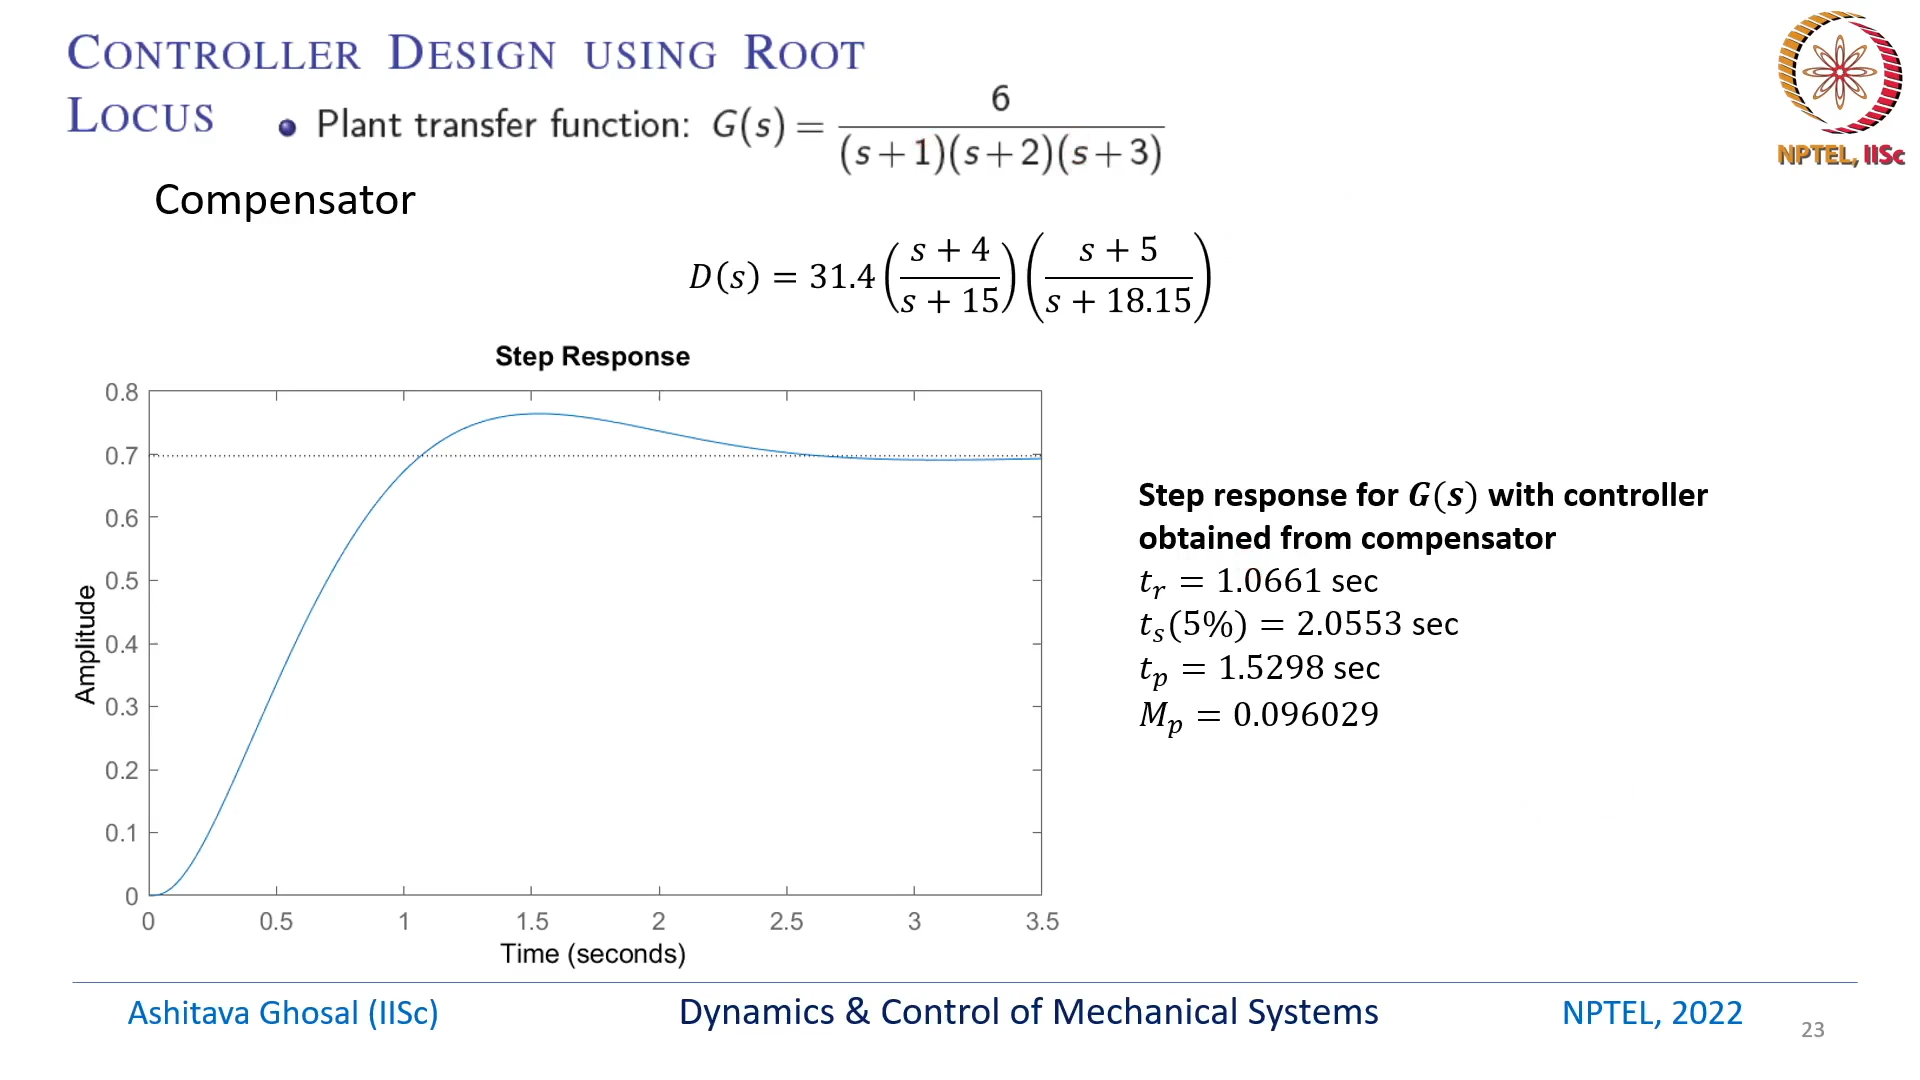 CONTROLLER DESIGN USING ROOT
LOCUS
• Plant transfer function: G(s) = 6 / (s+1)(s+2)(s+3)
NPTEL, IISc
Compensator
D(s) = 31.4 ((s + 4)/(s + 15)) ((s + 5)/(s + 18.15))
Step Response
0.8
0.7
0.6
0.5
0.4
0.3
0.2
0.1
0
Amplitude
0 0.5 1 1.5 2 2.5 3 3.5
Time (seconds)
Step response for G(s) with controller
obtained from compensator
t_r = 1.0661 sec
t_s(5%) = 2.0553 sec
t_p = 1.5298 sec
M_p = 0.096029
Ashitava Ghosal (IISc) Dynamics & Control of Mechanical Systems NPTEL, 2022 23